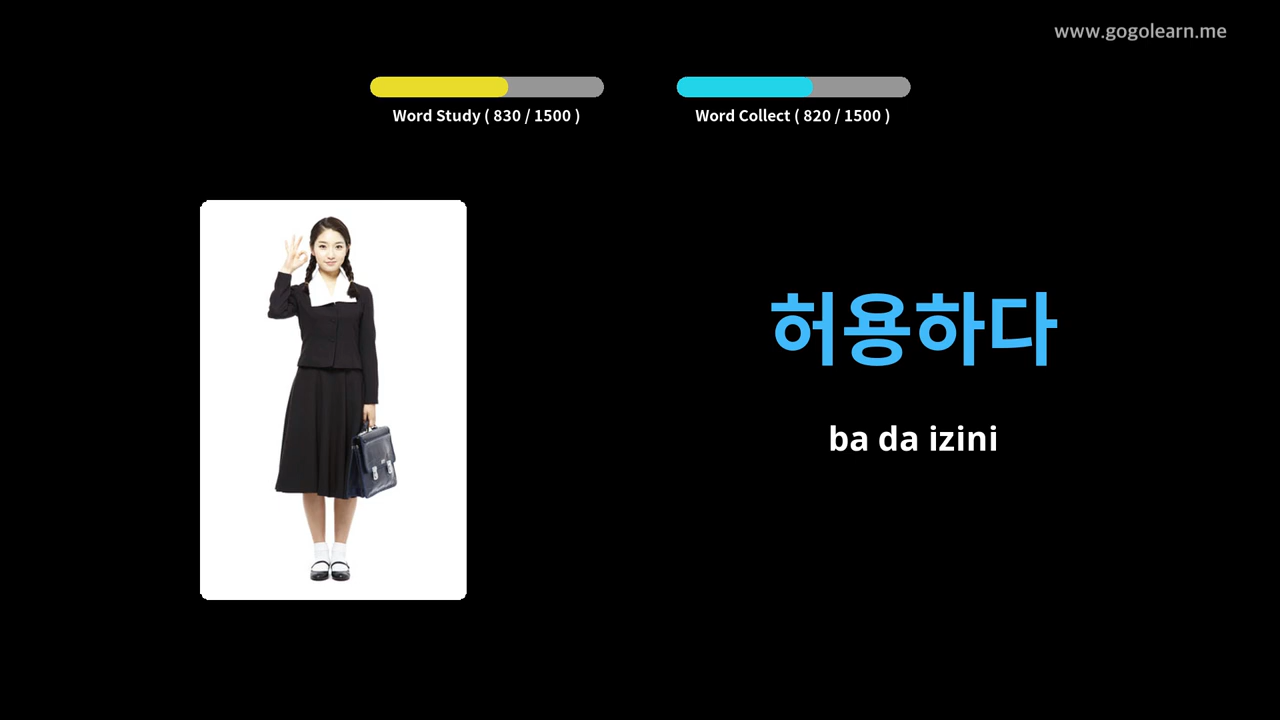 www.gogolearn.me
Word Study ( 830 / 1500 )
Word Collect ( 820 / 1500 )
허용하다
ba da izini